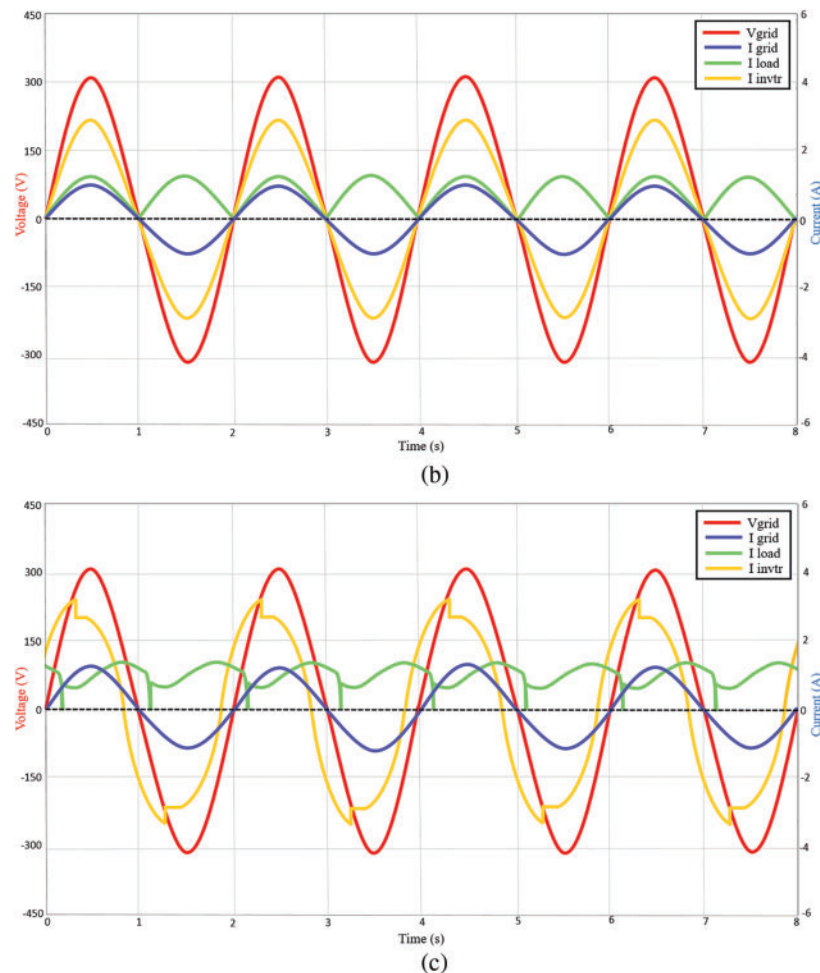 450
300
150
0
-150
-300
-450
Voltage (V)
6
4
2
0
-2
-4
-6
Current (A)
Vgrid
I grid
I load
I invtr
0 1 2 3 4 5 6 7 8
Time (s)
(b)
450
300
150
0
-150
-300
-450
Voltage (V)
6
4
2
0
-2
-4
-6
Current (A)
Vgrid
I grid
I load
I invtr
0 1 2 3 4 5 6 7 8
Time (s)
(c)